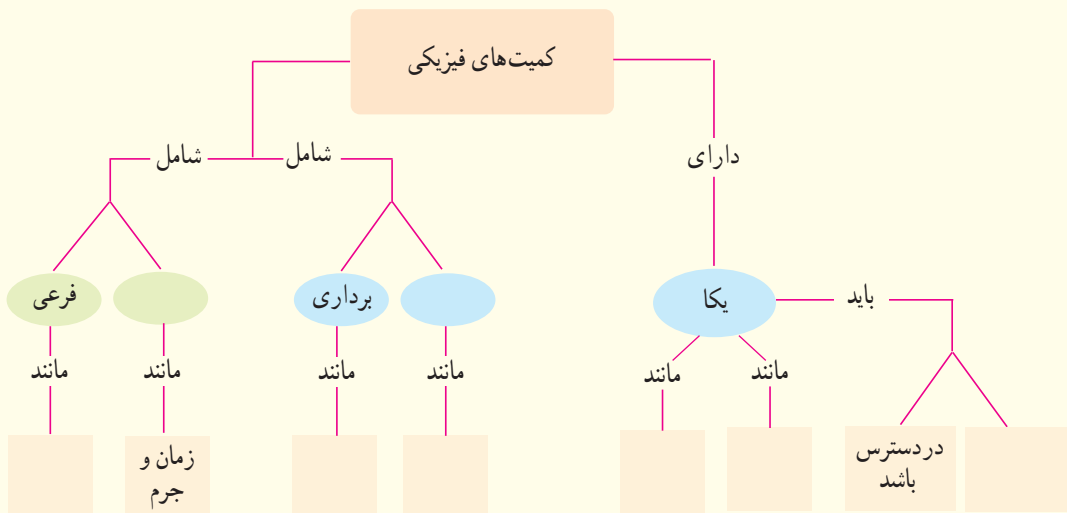 کمیت‌های فیزیکی
دارای
شامل
شامل
یکا
باید
برداری
فرعی
مانند
مانند
مانند
مانند
مانند
مانند
دردسترس
باشد
زمان و
جرم